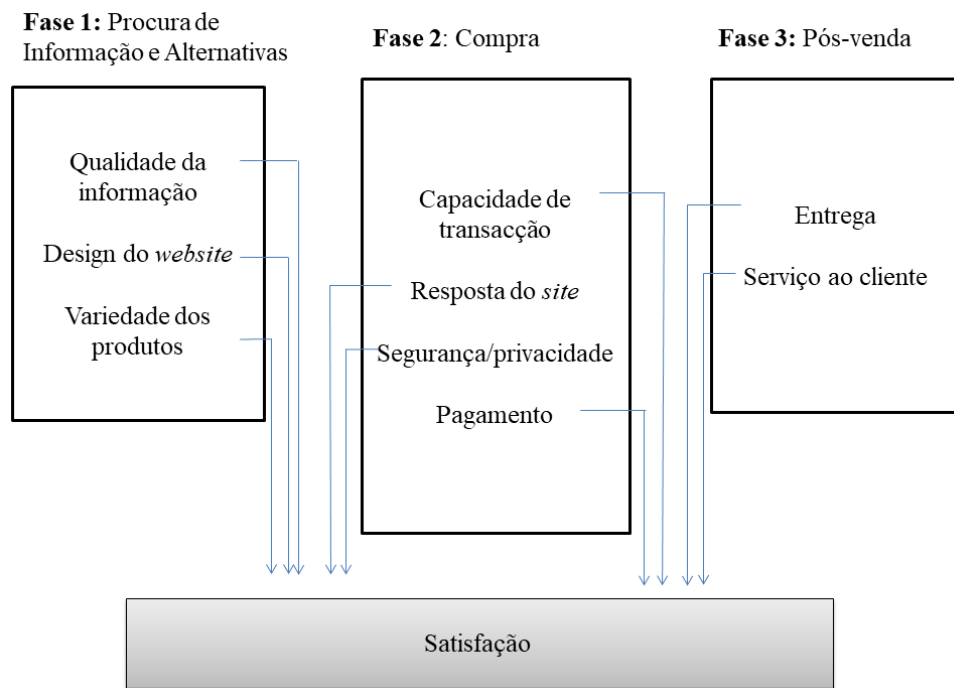 Fase 1: Procura de
Informação e Alternativas
Qualidade da
informação
Design do website
Variedade dos
produtos
Fase 2: Compra
Capacidade de
transacção
Resposta do site
Segurança/privacidade
Pagamento
Fase 3: Pós-venda
Entrega
Serviço ao cliente
Satisfação